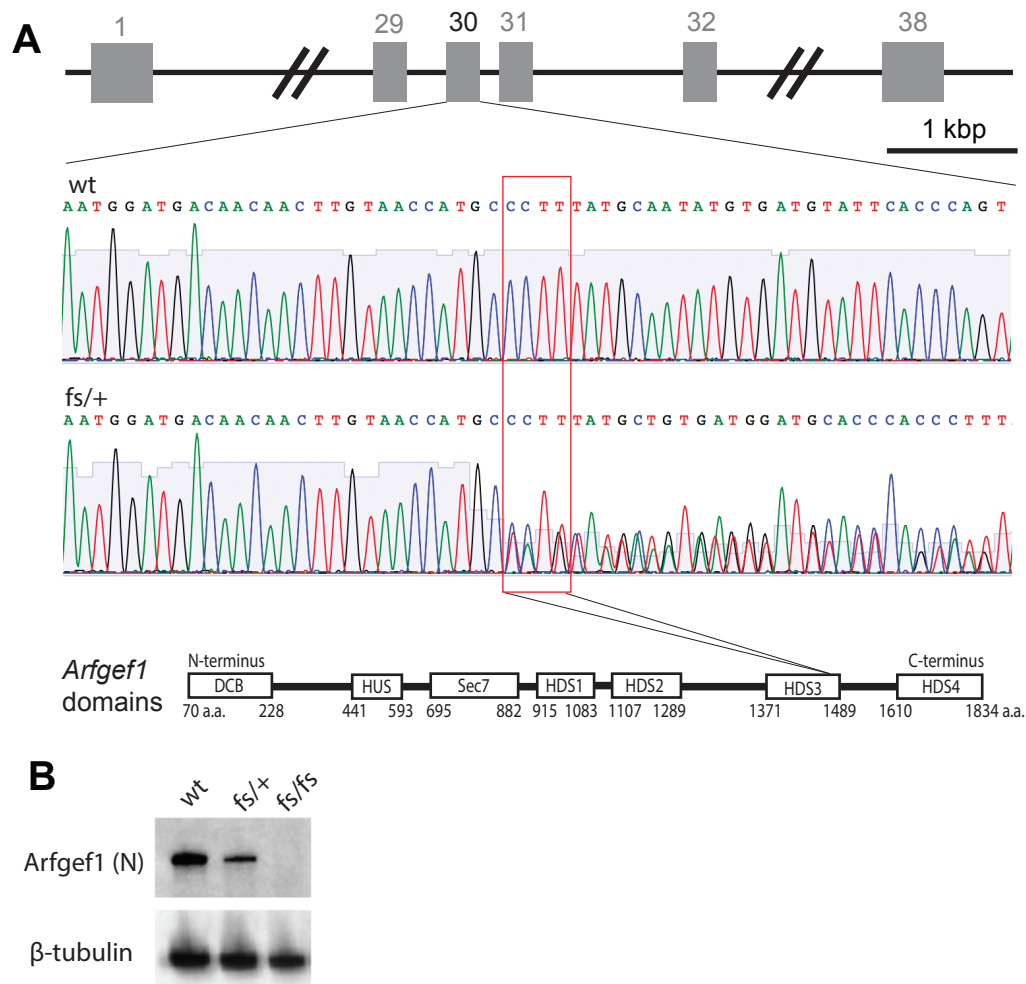 A
1 29 30 31 32 38
1 kbp
wt
AATGGATGACAACAACTTGTAACCATGCCCTTTATGCAATATGTGATGTATTCACCCAGT
fs/+
AATGGATGACAACAACTTGTAACCATGCCCTTTATGCTGTGATGGATGCACCCACCCTTT
Arfgef1 domains
N-terminus C-terminus
DCB HUS Sec7 HDS1 HDS2 HDS3 HDS4
70 a.a. 228 441 593 695 882 915 1083 1107 1289 1371 1489 1610 1834 a.a.
B
wt fs/+ fs/fs
Arfgef1 (N)
β-tubulin